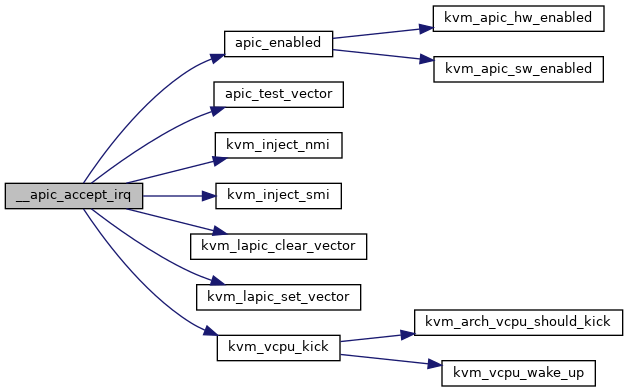 kvm_apic_hw_enabled
apic_enabled
kvm_apic_sw_enabled
apic_test_vector
kvm_inject_nmi
__apic_accept_irq
kvm_inject_smi
kvm_lapic_clear_vector
kvm_lapic_set_vector
kvm_arch_vcpu_should_kick
kvm_vcpu_kick
kvm_vcpu_wake_up